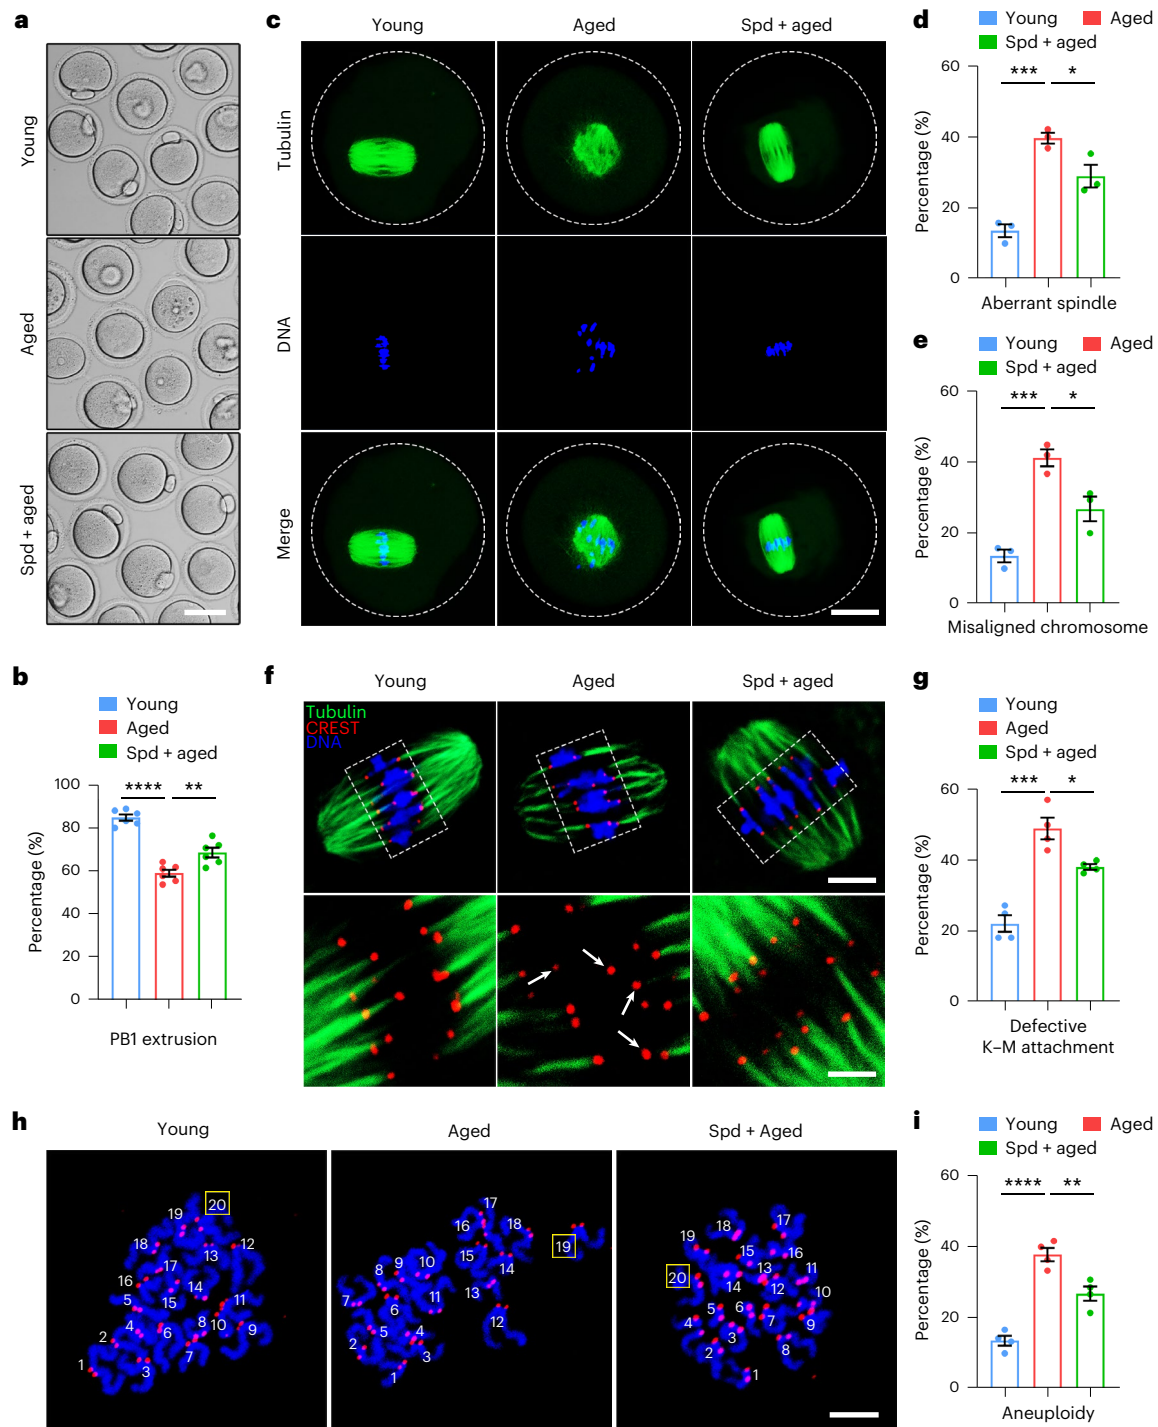 a
Young
Aged
Spd + aged
b
Young
Aged
Spd + aged
Percentage (%)
100
80
60
40
20
0
****
**
PB1 extrusion
c
Young
Aged
Spd + aged
Tubulin
DNA
Merge
d
Young
Aged
Spd + aged
Percentage (%)
60
40
20
0
***
*
Aberrant spindle
e
Young
Aged
Spd + aged
Percentage (%)
60
40
20
0
***
*
Misaligned chromosome
f
Young
Aged
Spd + aged
Tubulin
CREST
DNA
g
Young
Aged
Spd + aged
Percentage (%)
60
40
20
0
***
*
Defective
K–M attachment
h
Young
Aged
Spd + Aged
20
19
18
12
13
17
16
14
5
15
11
4
6
8
10
9
2
7
3
1
17
16
18
19
9
10
15
14
8
7
6
11
13
12
5
4
2
3
1
17
18
19
15
16
20
13
11
14
12
10
5
6
7
9
4
3
8
2
1
i
Young
Aged
Spd + aged
Percentage (%)
60
40
20
0
****
**
Aneuploidy